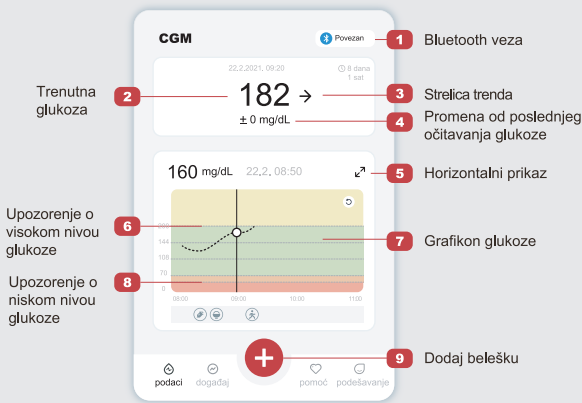 CGM
Povezan
1
Bluetooth veza
22.2.2021, 09:20
8 dana
1 sat
Trenutna
glukoza
2
182
3
Strelica trenda
± 0 mg/dL
4
Promena od poslednjeg
očitavanja glukoze
160 mg/dL
22.2, 08:50
5
Horizontalni prikaz
Upozorenje o
visokom nivou
glukoze
6
200
144
108
70
0
7
Grafikon glukoze
Upozorenje o
niskom nivou
glukoze
8
08:00
09:00
10:00
11:00
9
Dodaj belešku
podaci
događaj
pomoć
podešavanje